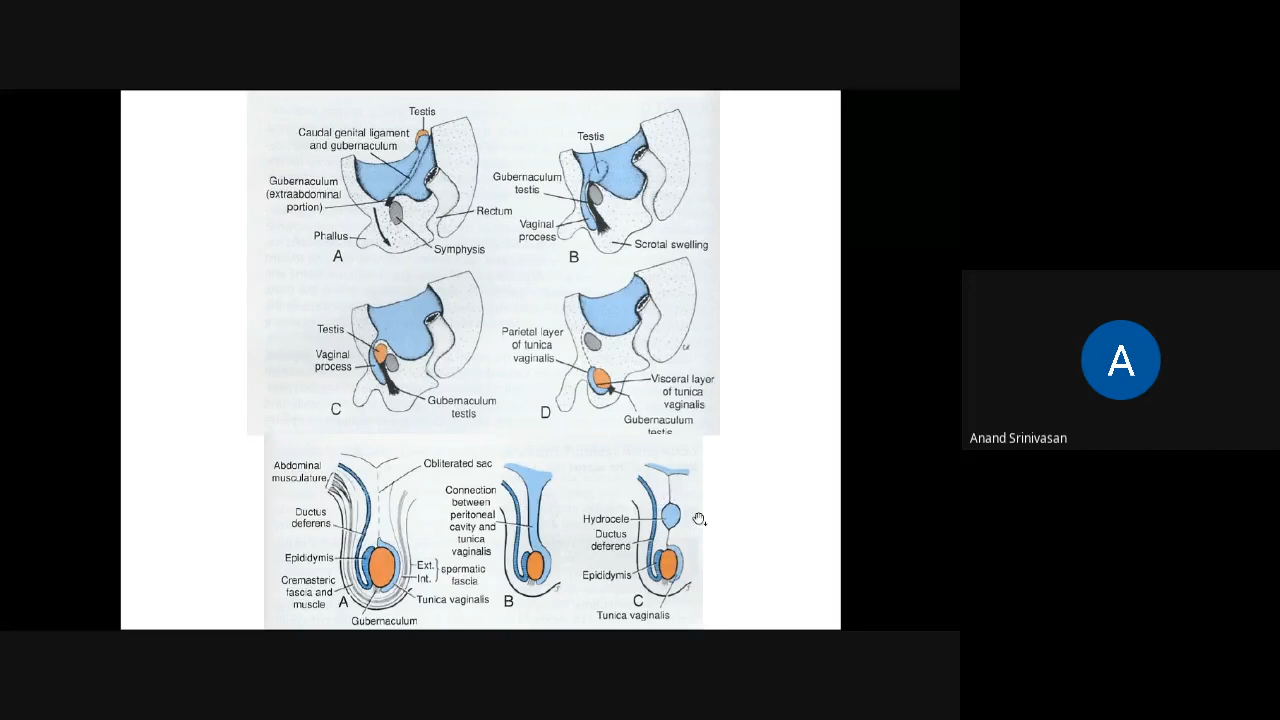 Testis
Caudal genital ligament
and gubernaculum
Gubernaculum
(extraabdominal
portion)
Phallus
Rectum
Symphysis
A
Testis
Gubernaculum
testis
Vaginal
process
Scrotal swelling
B
Testis
Vaginal
process
Gubernaculum
testis
C
Parietal layer
of tunica
vaginalis
Visceral layer
of tunica
vaginalis
Gubernaculum
testis
D
Abdominal
musculature
Obliterated sac
Ductus
deferens
Epididymis
Cremasteric
fascia and
muscle
Ext.
Int.
spermatic
fascia
Tunica vaginalis
Gubernaculum
A
Connection
between
peritoneal
cavity and
tunica
vaginalis
B
Hydrocele
Ductus
deferens
Epididymis
Tunica vaginalis
C
A
Anand Srinivasan